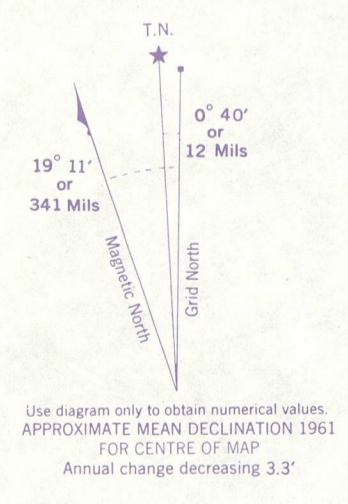 T.N.
0° 40′
or
12 Mils
19° 11′
or
341 Mils
Magnetic North
Grid North
Use diagram only to obtain numerical values.
APPROXIMATE MEAN DECLINATION 1961
FOR CENTRE OF MAP
Annual change decreasing 3.3′